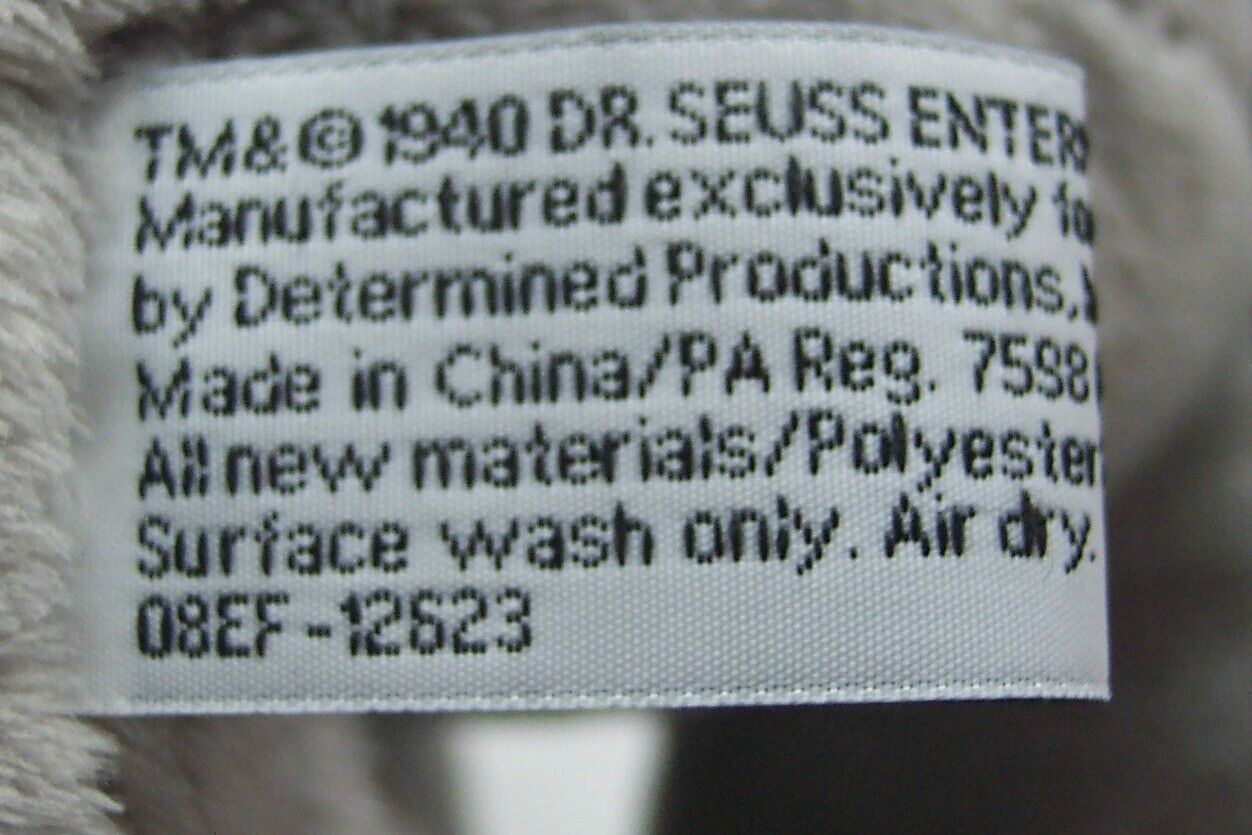 TM&©1940 DR. SEUSS ENTER
Manufactured exclusively fo
by Determined Productions,
Made in China/PA Reg. 7598
All new materials/Polyester
Surface wash only. Air dry.
08EF-12623